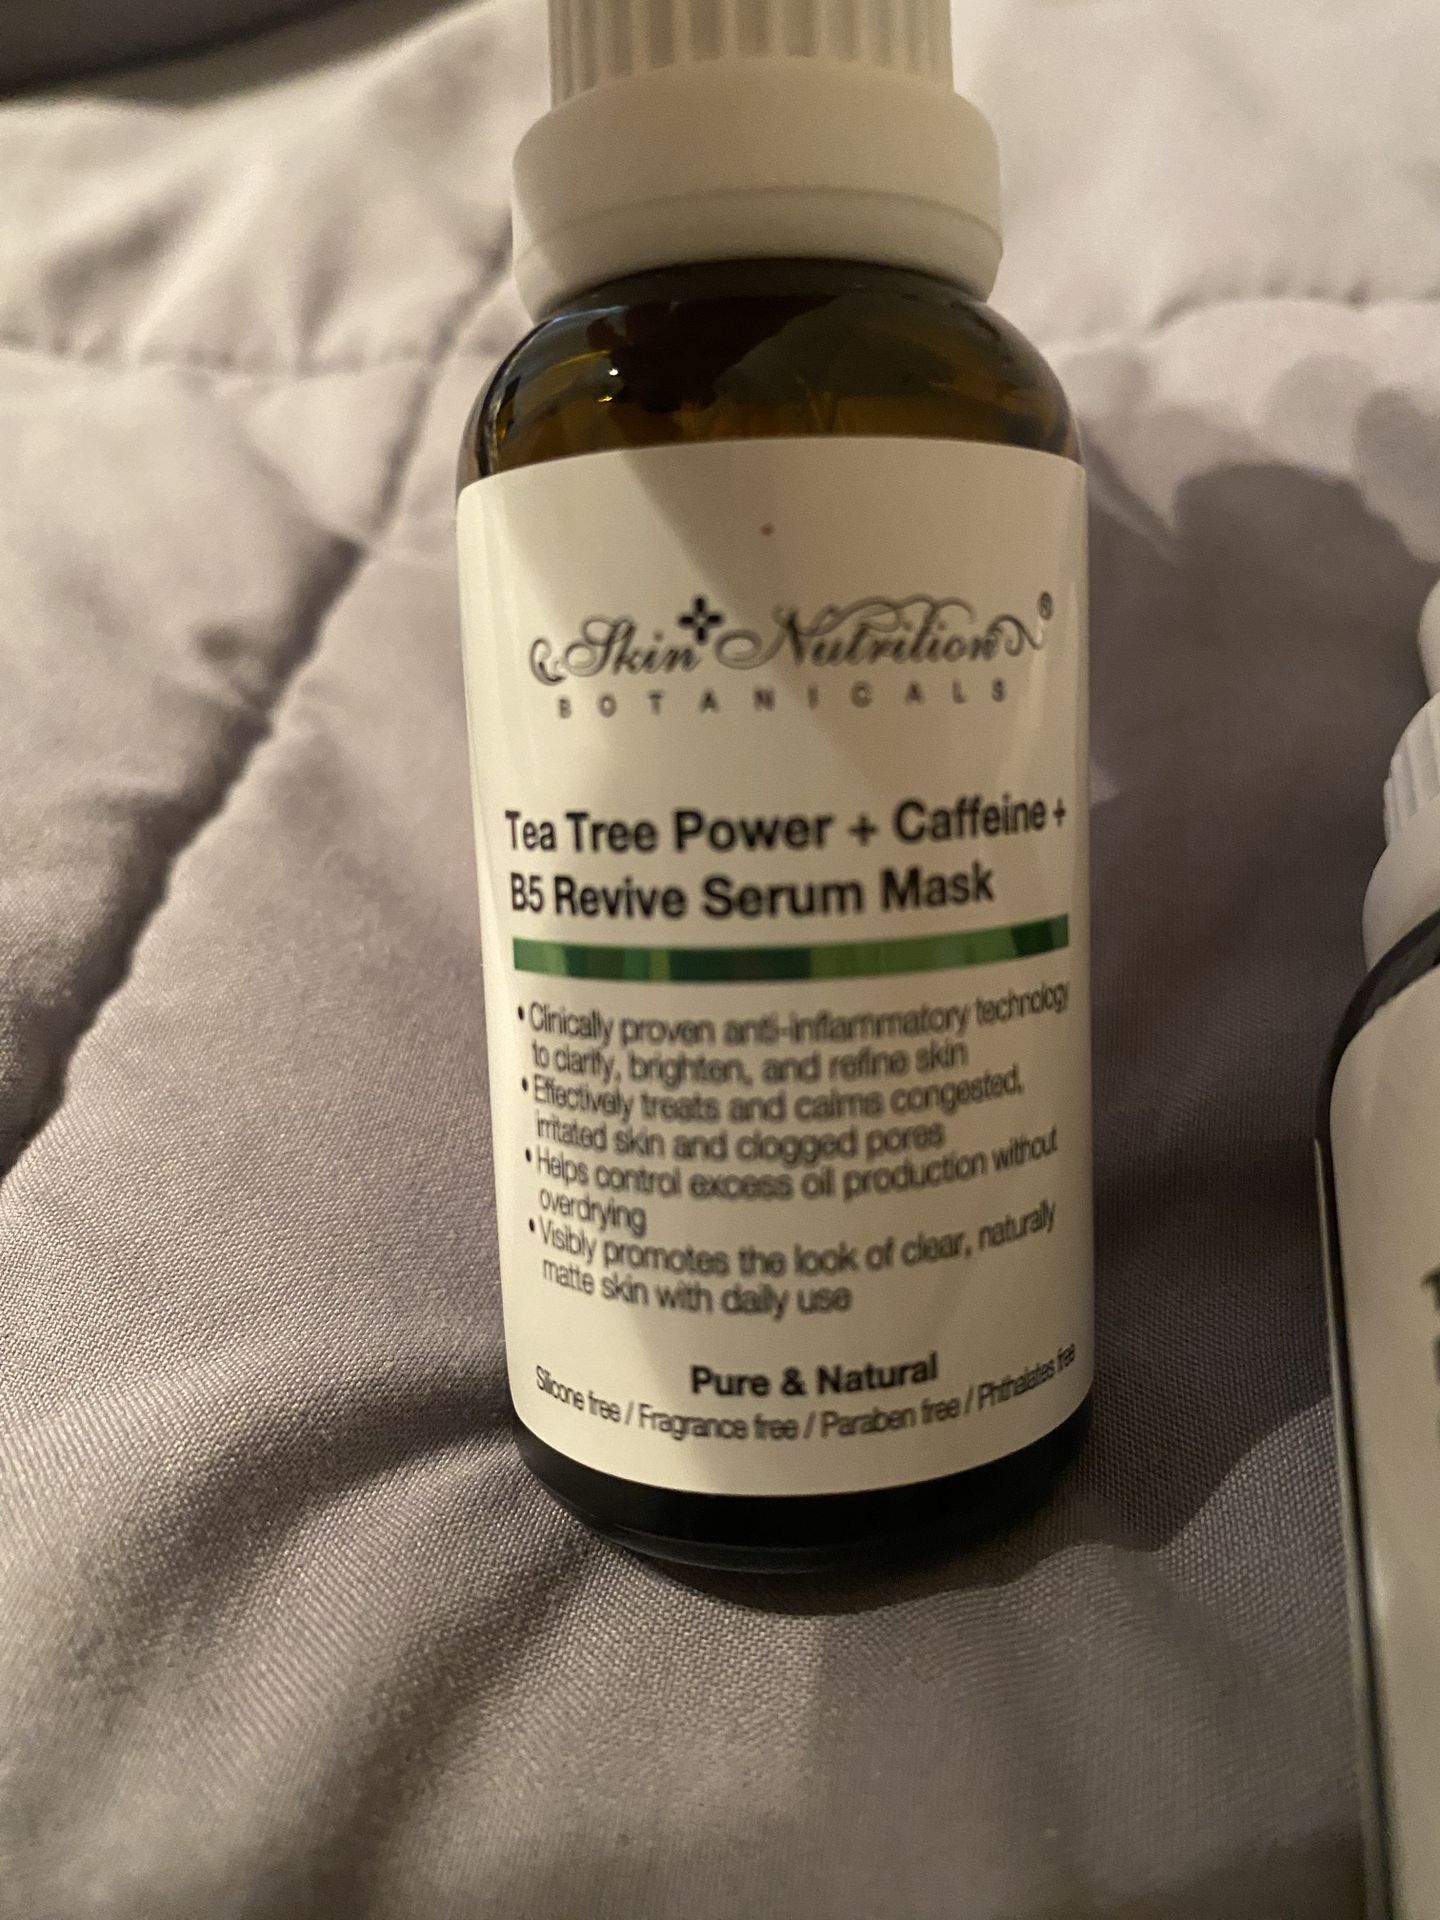 Skin Nutrition®
BOTANICALS
Tea Tree Power + Caffeine +
B5 Revive Serum Mask
• Clinically proven anti-inflammatory technology
to clarify, brighten, and refine skin
• Effectively treats and calms congested,
irritated skin and clogged pores
• Helps control excess oil production without
overdrying
• Visibly promotes the look of clear, naturally
matte skin with daily use
Pure & Natural
Silicone free / Fragrance free / Paraben free / Phthalates free